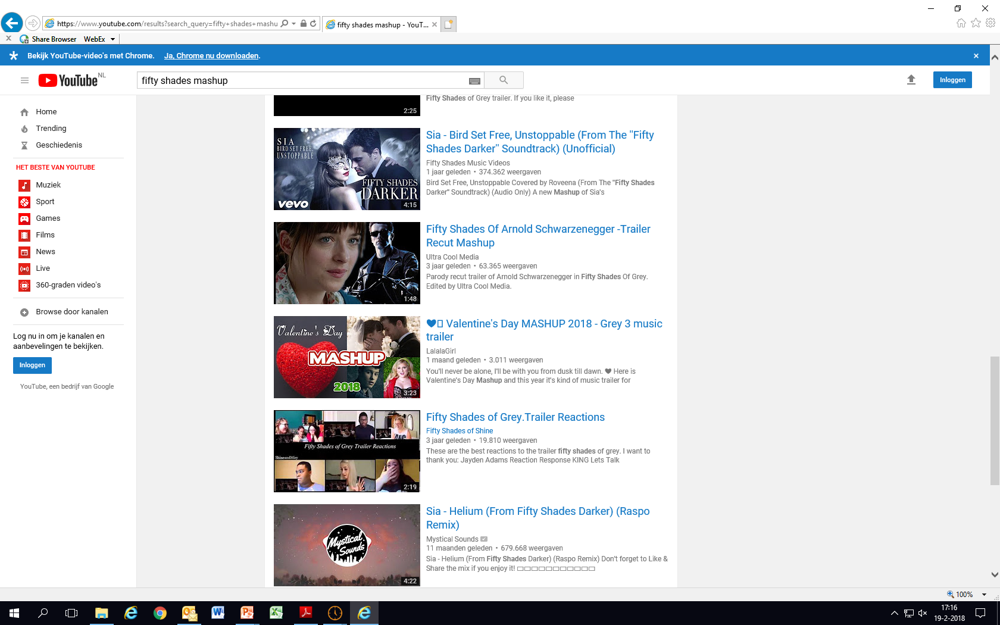 https://www.youtube.com/results?search_query=fifty+shades+mashu
fifty shades mashup - YouT...
Share Browser
WebEx
Bekijk YouTube-video's met Chrome. Ja, Chrome nu downloaden.
YouTube NL
fifty shades mashup
Inloggen
Home
Trending
Geschiedenis
HET BESTE VAN YOUTUBE
Muziek
Sport
Games
Films
News
Live
360-graden video's
Browse door kanalen
Log nu in om je kanalen en
aanbevelingen te bekijken.
Inloggen
YouTube, een bedrijf van Google
2:25
Fifty Shades of Grey trailer. If you like it, please
SIA
BIRD SET FREE,
UNSTOPPABLE
FIFTY SHADES
DARKER
vevo
4:15
Sia - Bird Set Free, Unstoppable (From The "Fifty
Shades Darker" Soundtrack) (Unofficial)
Fifty Shades Music Videos
1 jaar geleden • 374.362 weergaven
Bird Set Free, Unstoppable Covered by Roveena (From The "Fifty Shades
Darker" Soundtrack) (Audio Only) A new Mashup of Sia's
1:48
Fifty Shades Of Arnold Schwarzenegger -Trailer
Recut Mashup
Ultra Cool Media
3 jaar geleden • 63.365 weergaven
Parody recut trailer of Arnold Schwarzenegger in Fifty Shades Of Grey.
Edited by Ultra Cool Media.
Valentine's Day
MASHUP
2018
3:23
♥▯ Valentine's Day MASHUP 2018 - Grey 3 music
trailer
LalalaGirl
1 maand geleden • 3.011 weergaven
You'll never be alone, I'll be with you from dusk till dawn. ♥ Here is
Valentine's Day Mashup and this year it's kind of music trailer for
Fifty Shades of Grey Trailer Reactions
ShineandMiry
2:19
Fifty Shades of Grey.Trailer Reactions
Fifty Shades of Shine
3 jaar geleden • 19.810 weergaven
These are the best reactions to the trailer fifty shades of grey. I want to
thank you: Jayden Adams Reaction Response KING Lets Talk
Mystical
Sounds
4:22
Sia - Helium (From Fifty Shades Darker) (Raspo
Remix)
Mystical Sounds
11 maanden geleden • 679.668 weergaven
Sia - Helium (From Fifty Shades Darker) (Raspo Remix) Don't forget to Like &
Share the mix if you enjoy it! ▭▭▭▭▭▭▭▭▭▭▭
100%
17:16
19-2-2018